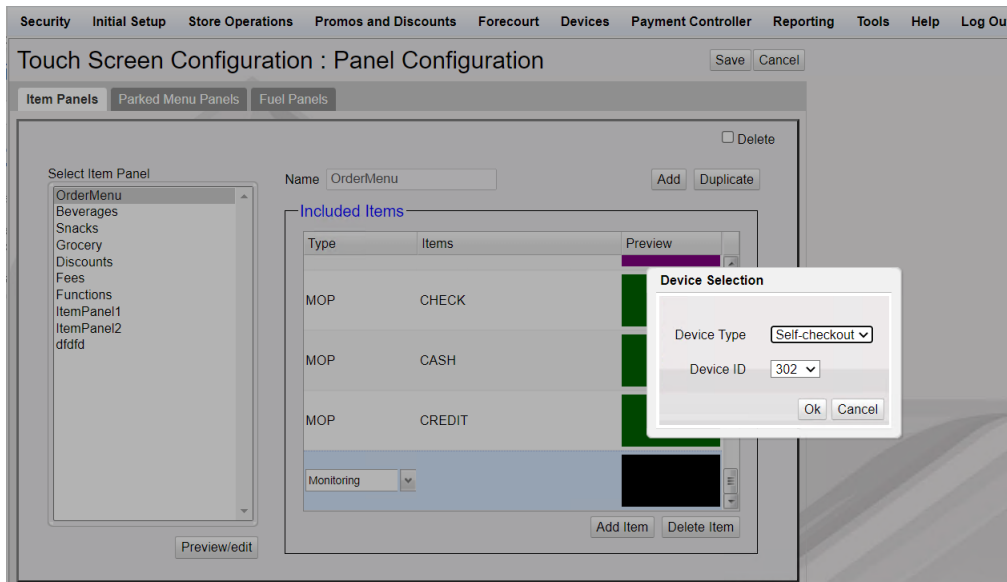 Security Initial Setup Store Operations Promos and Discounts Forecourt Devices Payment Controller Reporting Tools Help Log Ou
Touch Screen Configuration : Panel Configuration Save Cancel
Item Panels Parked Menu Panels Fuel Panels
Delete
Select Item Panel
OrderMenu
Beverages
Snacks
Grocery
Discounts
Fees
Functions
ItemPanel1
ItemPanel2
dfdfd
Preview/edit
Name OrderMenu Add Duplicate
Included Items
Type Items Preview
MOP CHECK
MOP CASH
MOP CREDIT
Monitoring
Add Item Delete Item
Device Selection
Device Type Self-checkout
Device ID 302
Ok Cancel